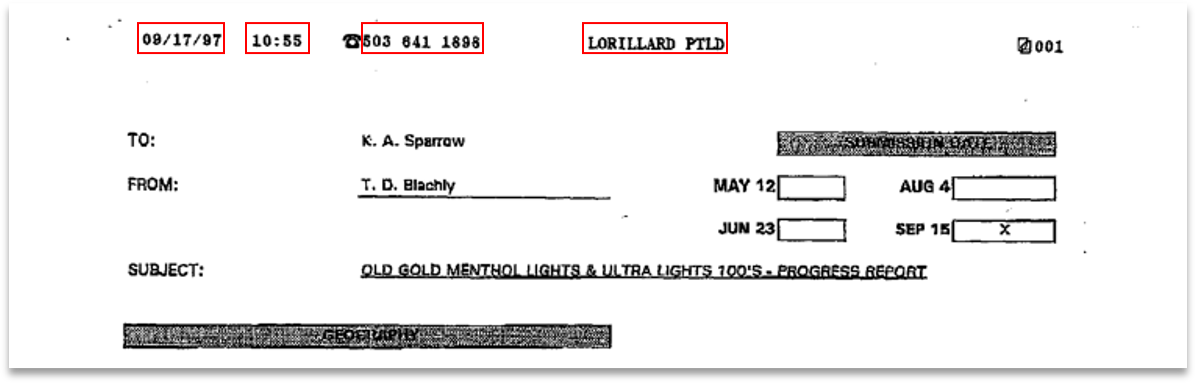 09/17/97 10:55 ☎503 641 1898 LORILLARD PTLD 001
TO: K. A. Sparrow SUBMISSION DATE
FROM: T. D. Blachly MAY 12 AUG 4
JUN 23 SEP 15 X
SUBJECT: OLD GOLD MENTHOL LIGHTS & ULTRA LIGHTS 100'S - PROGRESS REPORT
GEOGRAPHY